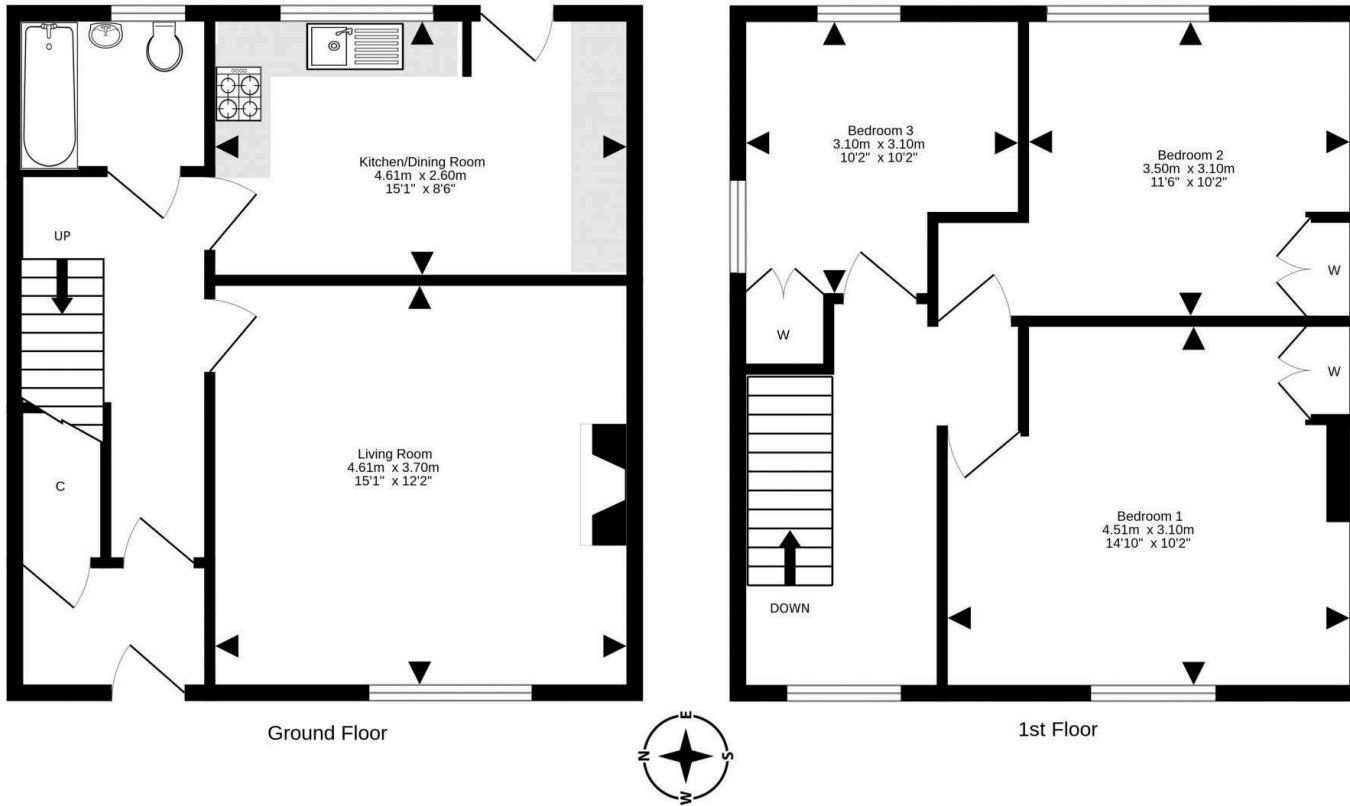 Kitchen/Dining Room
4.61m x 2.60m
15'1" x 8'6"
UP
Living Room
4.61m x 3.70m
15'1" x 12'2"
C
Ground Floor
Bedroom 3
3.10m x 3.10m
10'2" x 10'2"
Bedroom 2
3.50m x 3.10m
11'6" x 10'2"
W
W
W
Bedroom 1
4.51m x 3.10m
14'10" x 10'2"
DOWN
1st Floor
E
N
S
W